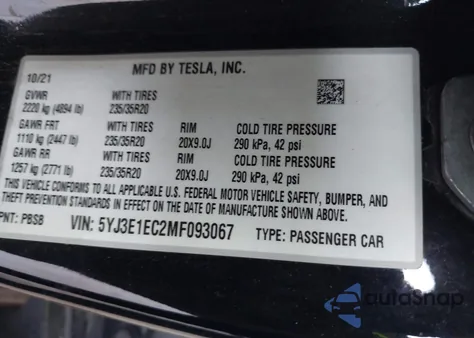 MFD BY TESLA, INC.
10/21
GVWR WITH TIRES
2220 kg (4894 lb) 235/35R20
GAWR FRT WITH TIRES RIM COLD TIRE PRESSURE
1110 kg (2447 lb) 235/35R20 20X9.0J 290 kPa, 42 psi
GAWR RR WITH TIRES RIM COLD TIRE PRESSURE
1257 kg (2771 lb) 235/35R20 20X9.0J 290 kPa, 42 psi
THIS VEHICLE CONFORMS TO ALL APPLICABLE U.S. FEDERAL MOTOR VEHICLE SAFETY, BUMPER, AND
THEFT PREVENTION STANDARDS IN EFFECT ON THE DATE OF MANUFACTURE SHOWN ABOVE.
PNT: PBSB VIN: 5YJ3E1EC2MF093067 TYPE: PASSENGER CAR
autoSnap